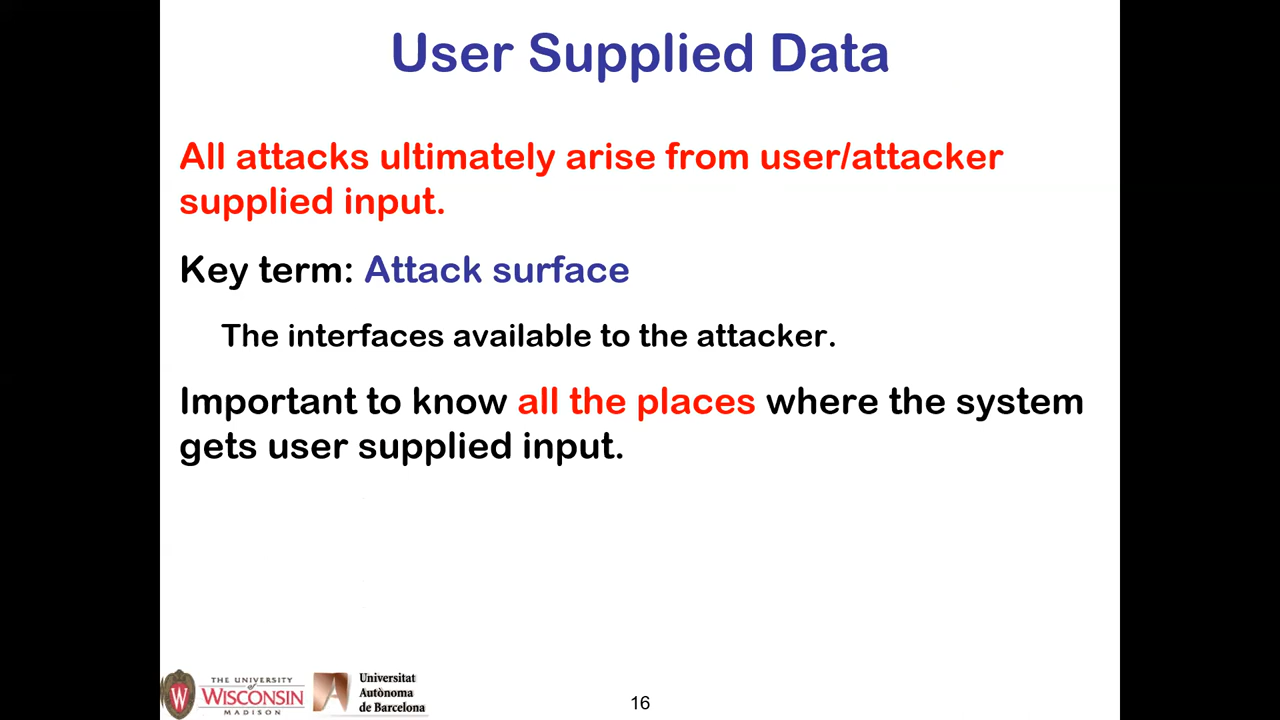 User Supplied Data
All attacks ultimately arise from user/attacker
supplied input.
Key term: Attack surface
The interfaces available to the attacker.
Important to know all the places where the system
gets user supplied input.
W
THE UNIVERSITY
of
WISCONSIN
MADISON
Universitat
Autònoma
de Barcelona
16